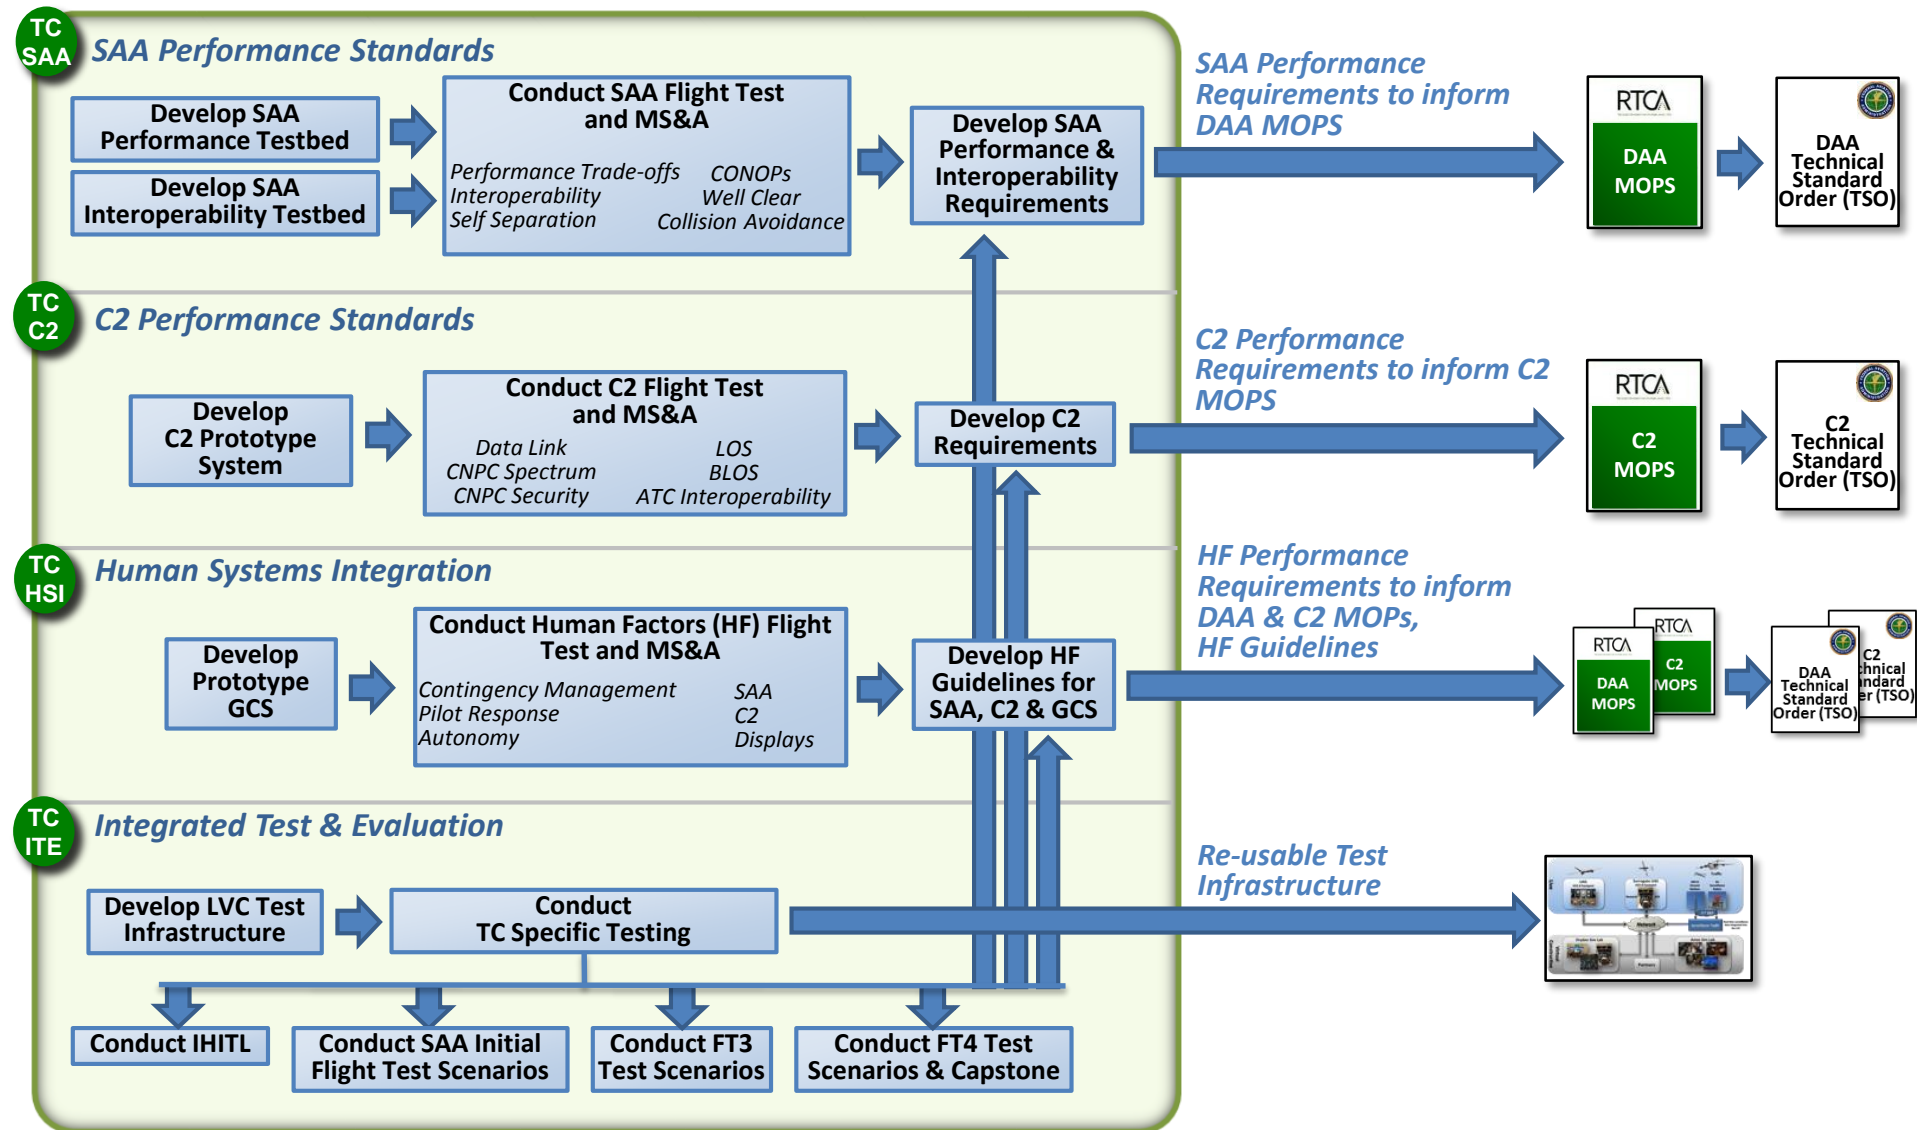 TC
SAA
SAA Performance Standards
Develop SAA
Performance Testbed
Develop SAA
Interoperability Testbed
Conduct SAA Flight Test
and MS&A
Performance Trade-offs
Interoperability
Self Separation
CONOPs
Well Clear
Collision Avoidance
Develop SAA
Performance &
Interoperability
Requirements
SAA Performance
Requirements to inform
DAA MOPS
RTCA
DAA
MOPS
DAA
Technical
Standard
Order (TSO)
TC
C2
C2 Performance Standards
Develop
C2 Prototype
System
Conduct C2 Flight Test
and MS&A
Data Link
CNPC Spectrum
CNPC Security
LOS
BLOS
ATC Interoperability
Develop C2
Requirements
C2 Performance
Requirements to inform C2
MOPS
RTCA
C2
MOPS
C2
Technical
Standard
Order (TSO)
TC
HSI
Human Systems Integration
Develop
Prototype
GCS
Conduct Human Factors (HF) Flight
Test and MS&A
Contingency Management
Pilot Response
Autonomy
SAA
C2
Displays
Develop HF
Guidelines for
SAA, C2 & GCS
HF Performance
Requirements to inform
DAA & C2 MOPs,
HF Guidelines
RTCA
DAA
MOPS
RTCA
C2
MOPS
DAA
Technical
Standard
Order (TSO)
C2
chnical
andard
er (TSO)
TC
ITE
Integrated Test & Evaluation
Develop LVC Test
Infrastructure
Conduct
TC Specific Testing
Re-usable Test
Infrastructure
Network
Partners
Conduct IHITL
Conduct SAA Initial
Flight Test Scenarios
Conduct FT3
Test Scenarios
Conduct FT4 Test
Scenarios & Capstone